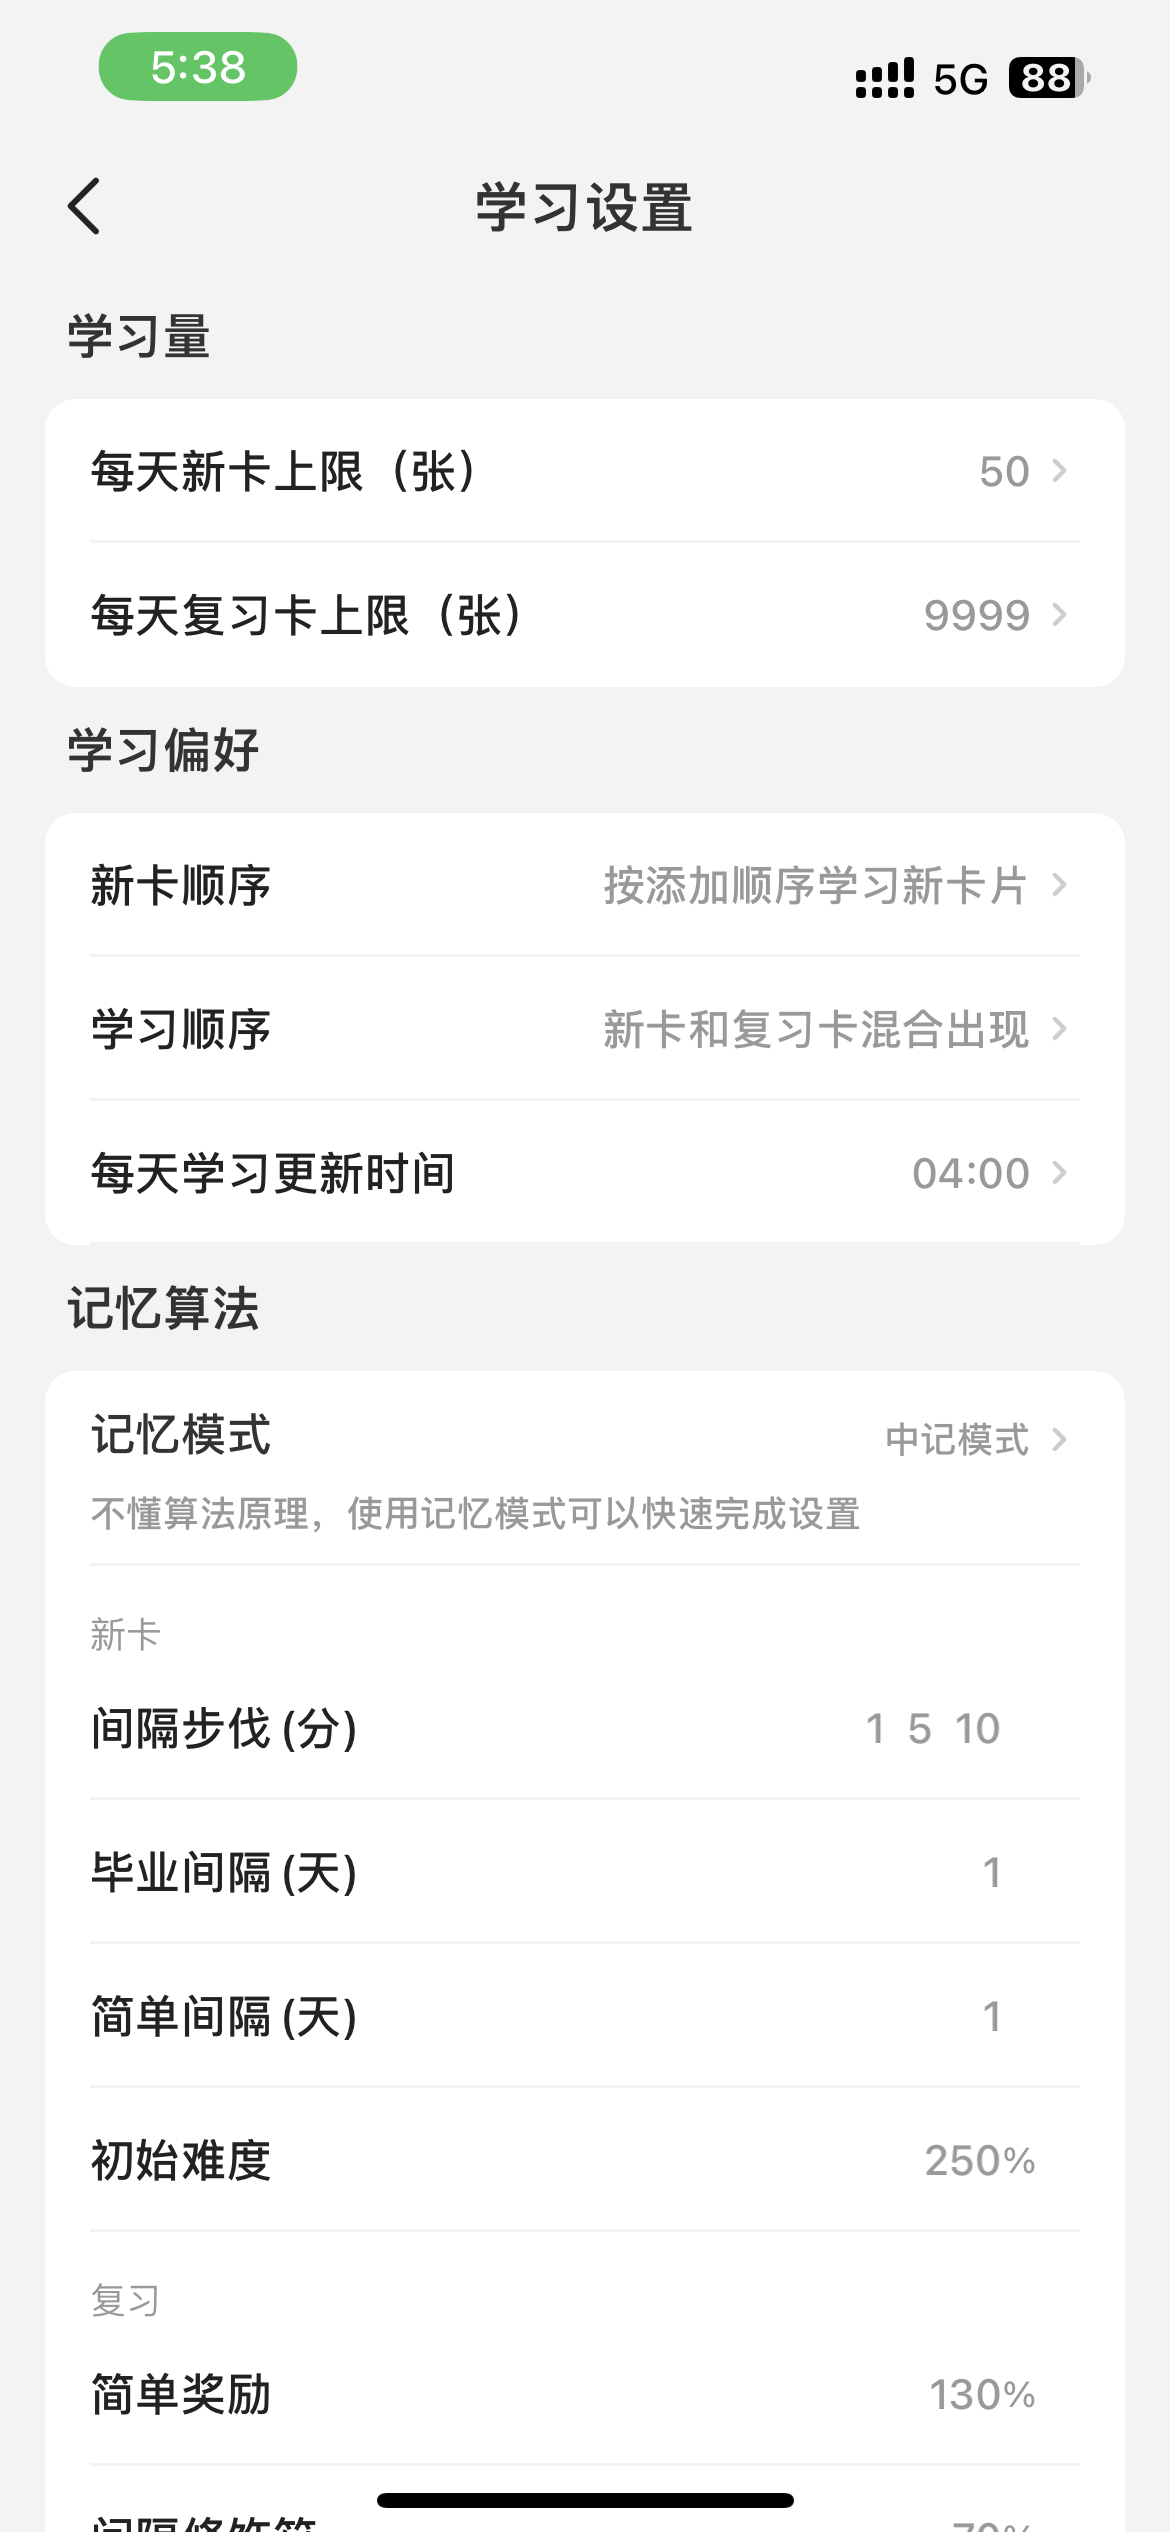 5:38
5G 88
学习设置
学习量
每天新卡上限（张） 50
每天复习卡上限（张） 9999
学习偏好
新卡顺序 按添加顺序学习新卡片
学习顺序 新卡和复习卡混合出现
每天学习更新时间 04:00
记忆算法
记忆模式 中记模式
不懂算法原理，使用记忆模式可以快速完成设置
新卡
间隔步伐 (分) 1 5 10
毕业间隔 (天) 1
简单间隔 (天) 1
初始难度 250%
复习
简单奖励 130%